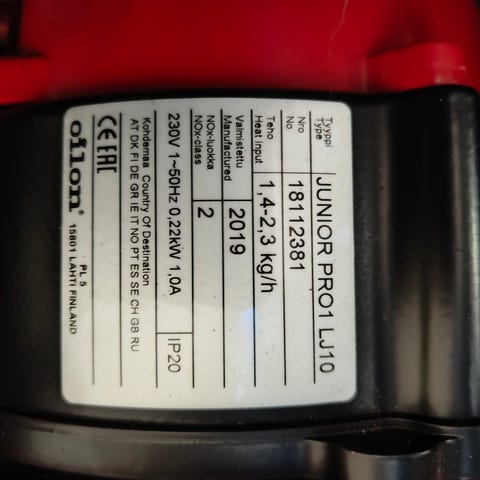 Tyyppi
Type JUNIOR PRO1 LJ10
Nro
No 18112381
Teho
Heat input 1,4-2,3 kg/h
Valmistettu
Manufactured 2019
NOx-luokka
NOx-class 2
230V 1~50Hz 0,22kW 1,0A IP20
Kohdemaa Country Of Destination
AT DK FI DE GR IE IT NO PT ES SE CH GB RU
CE EAC
oilon® PL 5
15801 LAHTI FINLAND